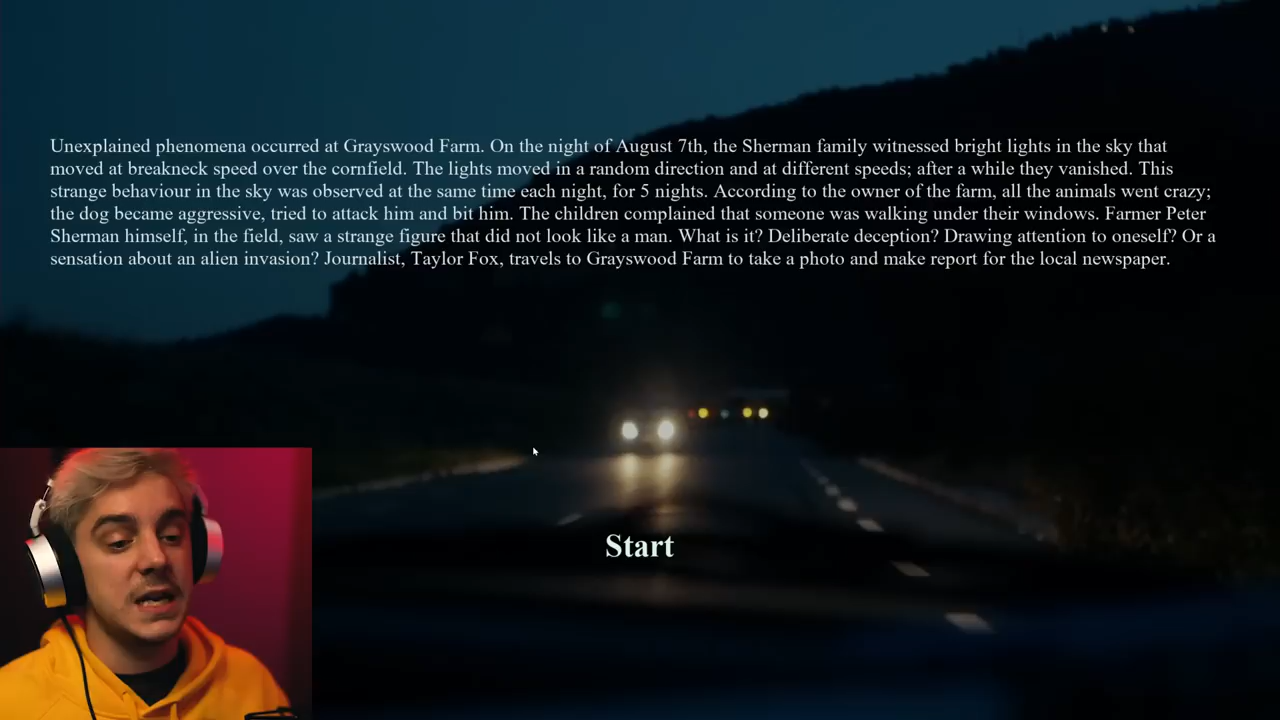 Unexplained phenomena occurred at Grayswood Farm. On the night of August 7th, the Sherman family witnessed bright lights in the sky that
moved at breakneck speed over the cornfield. The lights moved in a random direction and at different speeds; after a while they vanished. This
strange behaviour in the sky was observed at the same time each night, for 5 nights. According to the owner of the farm, all the animals went crazy;
the dog became aggressive, tried to attack him and bit him. The children complained that someone was walking under their windows. Farmer Peter
Sherman himself, in the field, saw a strange figure that did not look like a man. What is it? Deliberate deception? Drawing attention to oneself? Or a
sensation about an alien invasion? Journalist, Taylor Fox, travels to Grayswood Farm to take a photo and make report for the local newspaper.
Start